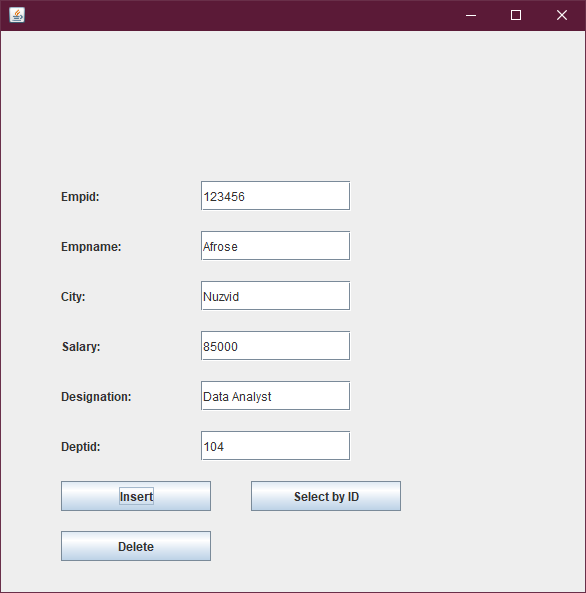 Empid: 123456
Empname: Afrose
City: Nuzvid
Salary: 85000
Designation: Data Analyst
Deptid: 104
Insert Select by ID
Delete